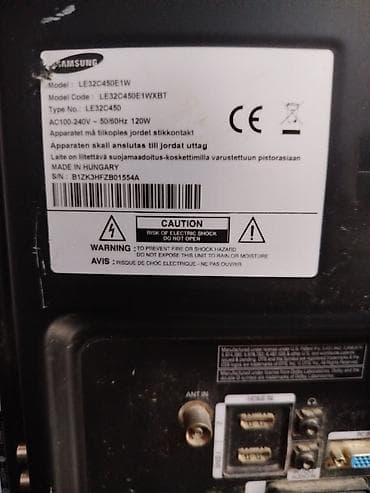 SAMSUNG
Model : LE32C450E1W
Model Code : LE32C450E1WXBT
Type No.: LE32C450
AC100-240V ~ 50/60Hz 120W
Apparatet må tilkoples jordet stikkontakt
Apparaten skall anslutas till jordat uttag
Laite on liitettävä suojamaadoitus-koskettimilla varustettuun pistorasiaan
MADE IN HUNGARY
S/N : B1ZK3HFZB01554A
CE
CAUTION
RISK OF ELECTRIC SHOCK
DO NOT OPEN
WARNING : TO PREVENT FIRE OR SHOCK HAZARD
DO NOT EXPOSE THIS UNIT TO RAIN OR MOISTURE
AVIS : RISQUE DE CHOC ELECTRIQUE - NE PAS OUVRIR
ANT IN